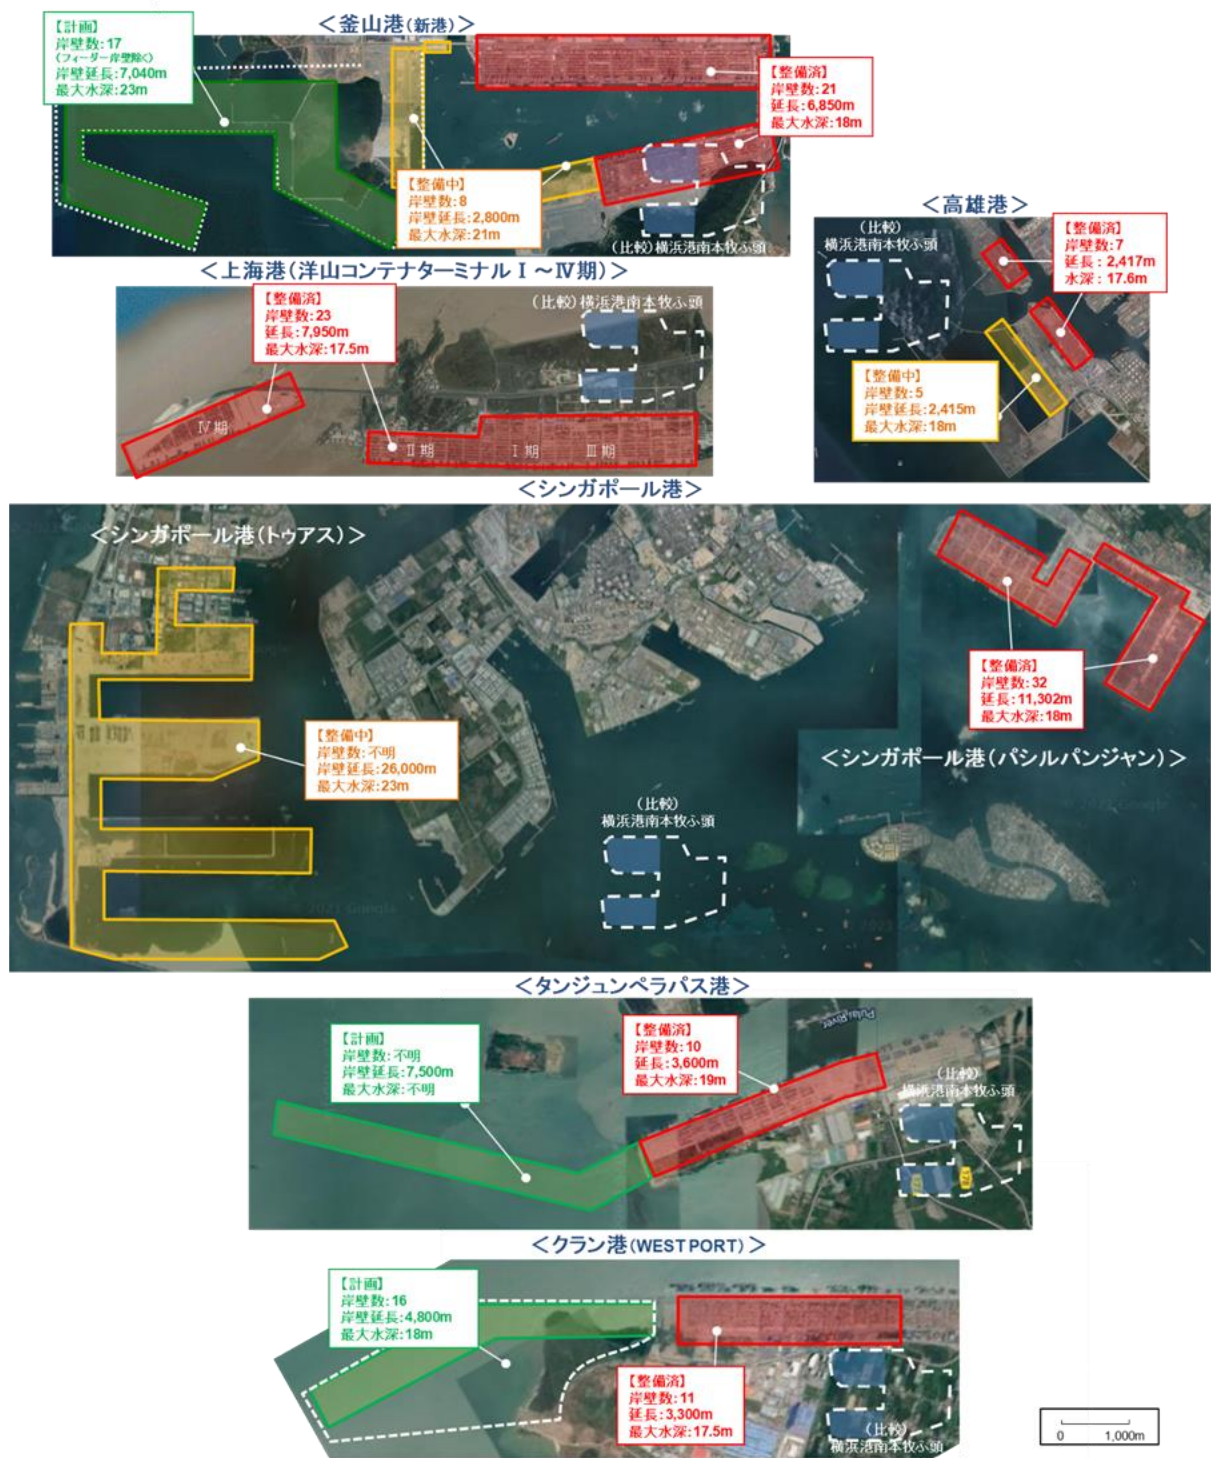 ＜釜山港(新港)＞
【計画】
岸壁数:17
(フィーダー岸壁除く)
岸壁延長:7,040m
最大水深:23m
【整備済】
岸壁数:21
延長:6,850m
最大水深:18m
【整備中】
岸壁数:8
岸壁延長:2,800m
最大水深:21m
(比較)横浜港南本牧ふ頭
＜高雄港＞
(比較)
横浜港南本牧ふ頭
【整備済】
岸壁数:7
延長:2,417m
水深:17.6m
【整備中】
岸壁数:5
岸壁延長:2,415m
最大水深:18m
＜上海港(洋山コンテナターミナルⅠ～Ⅳ期)＞
【整備済】
岸壁数:23
延長:7,950m
最大水深:17.5m
(比較)横浜港南本牧ふ頭
Ⅳ期
Ⅱ期
Ⅰ期
Ⅲ期
＜シンガポール港＞
＜シンガポール港(トゥアス)＞
【整備中】
岸壁数:不明
岸壁延長:26,000m
最大水深:23m
【整備済】
岸壁数:32
延長:11,302m
最大水深:18m
＜シンガポール港(パシルパンジャン)＞
(比較)
横浜港南本牧ふ頭
＜タンジュンペラパス港＞
【計画】
岸壁数:不明
岸壁延長:7,500m
最大水深:不明
【整備済】
岸壁数:10
延長:3,600m
最大水深:19m
Pulai River
(比較)
横浜港南本牧ふ頭
＜クラン港(WESTPORT)＞
【計画】
岸壁数:16
岸壁延長:4,800m
最大水深:18m
【整備済】
岸壁数:11
延長:3,300m
最大水深:17.5m
(比較)
横浜港南本牧ふ頭
0 1,000m